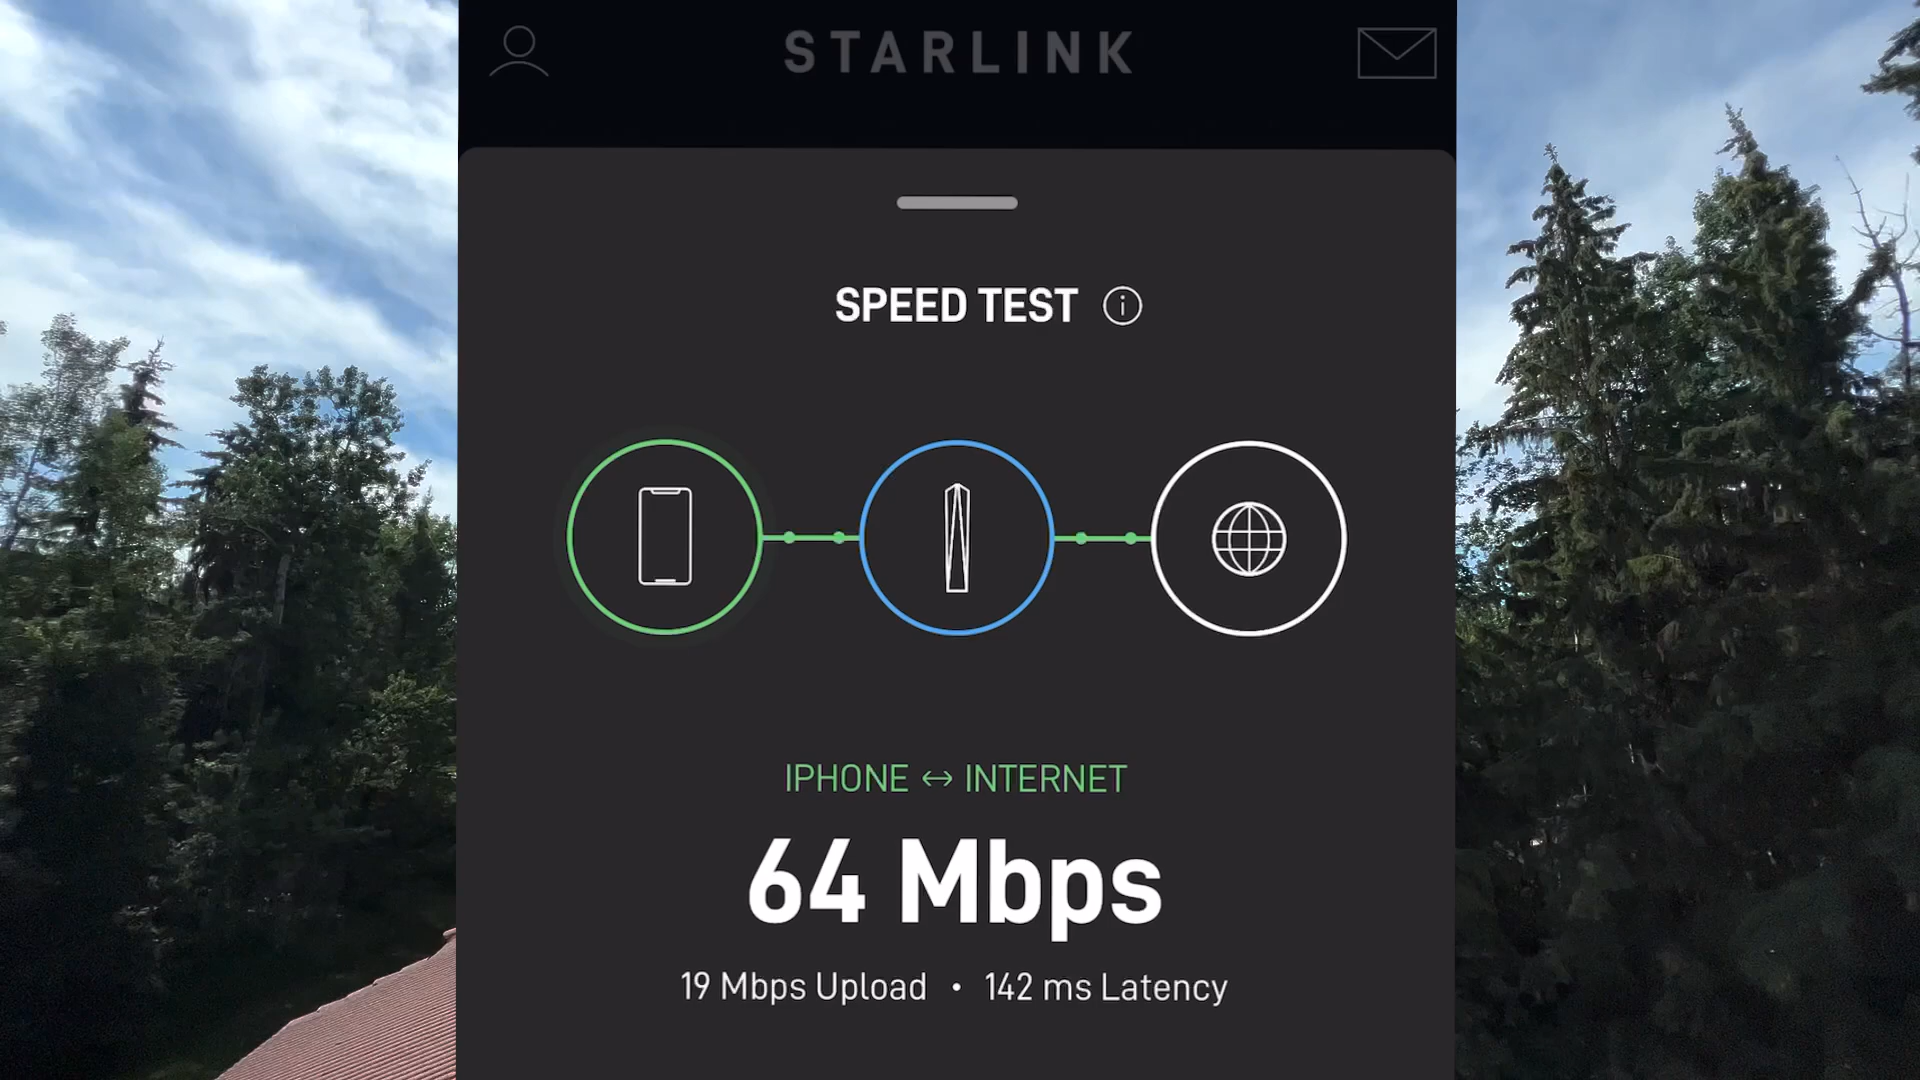 STARLINK
SPEED TEST
IPHONE ↔ INTERNET
64 Mbps
19 Mbps Upload • 142 ms Latency